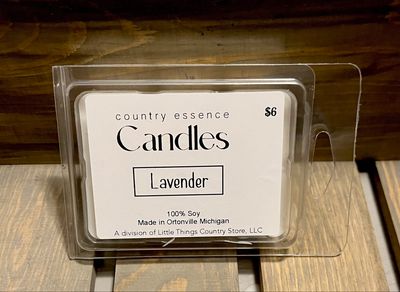 country essence
$6
Candles
Lavender
100% Soy
Made in Ortonville Michigan
A division of Little Things Country Store, LLC